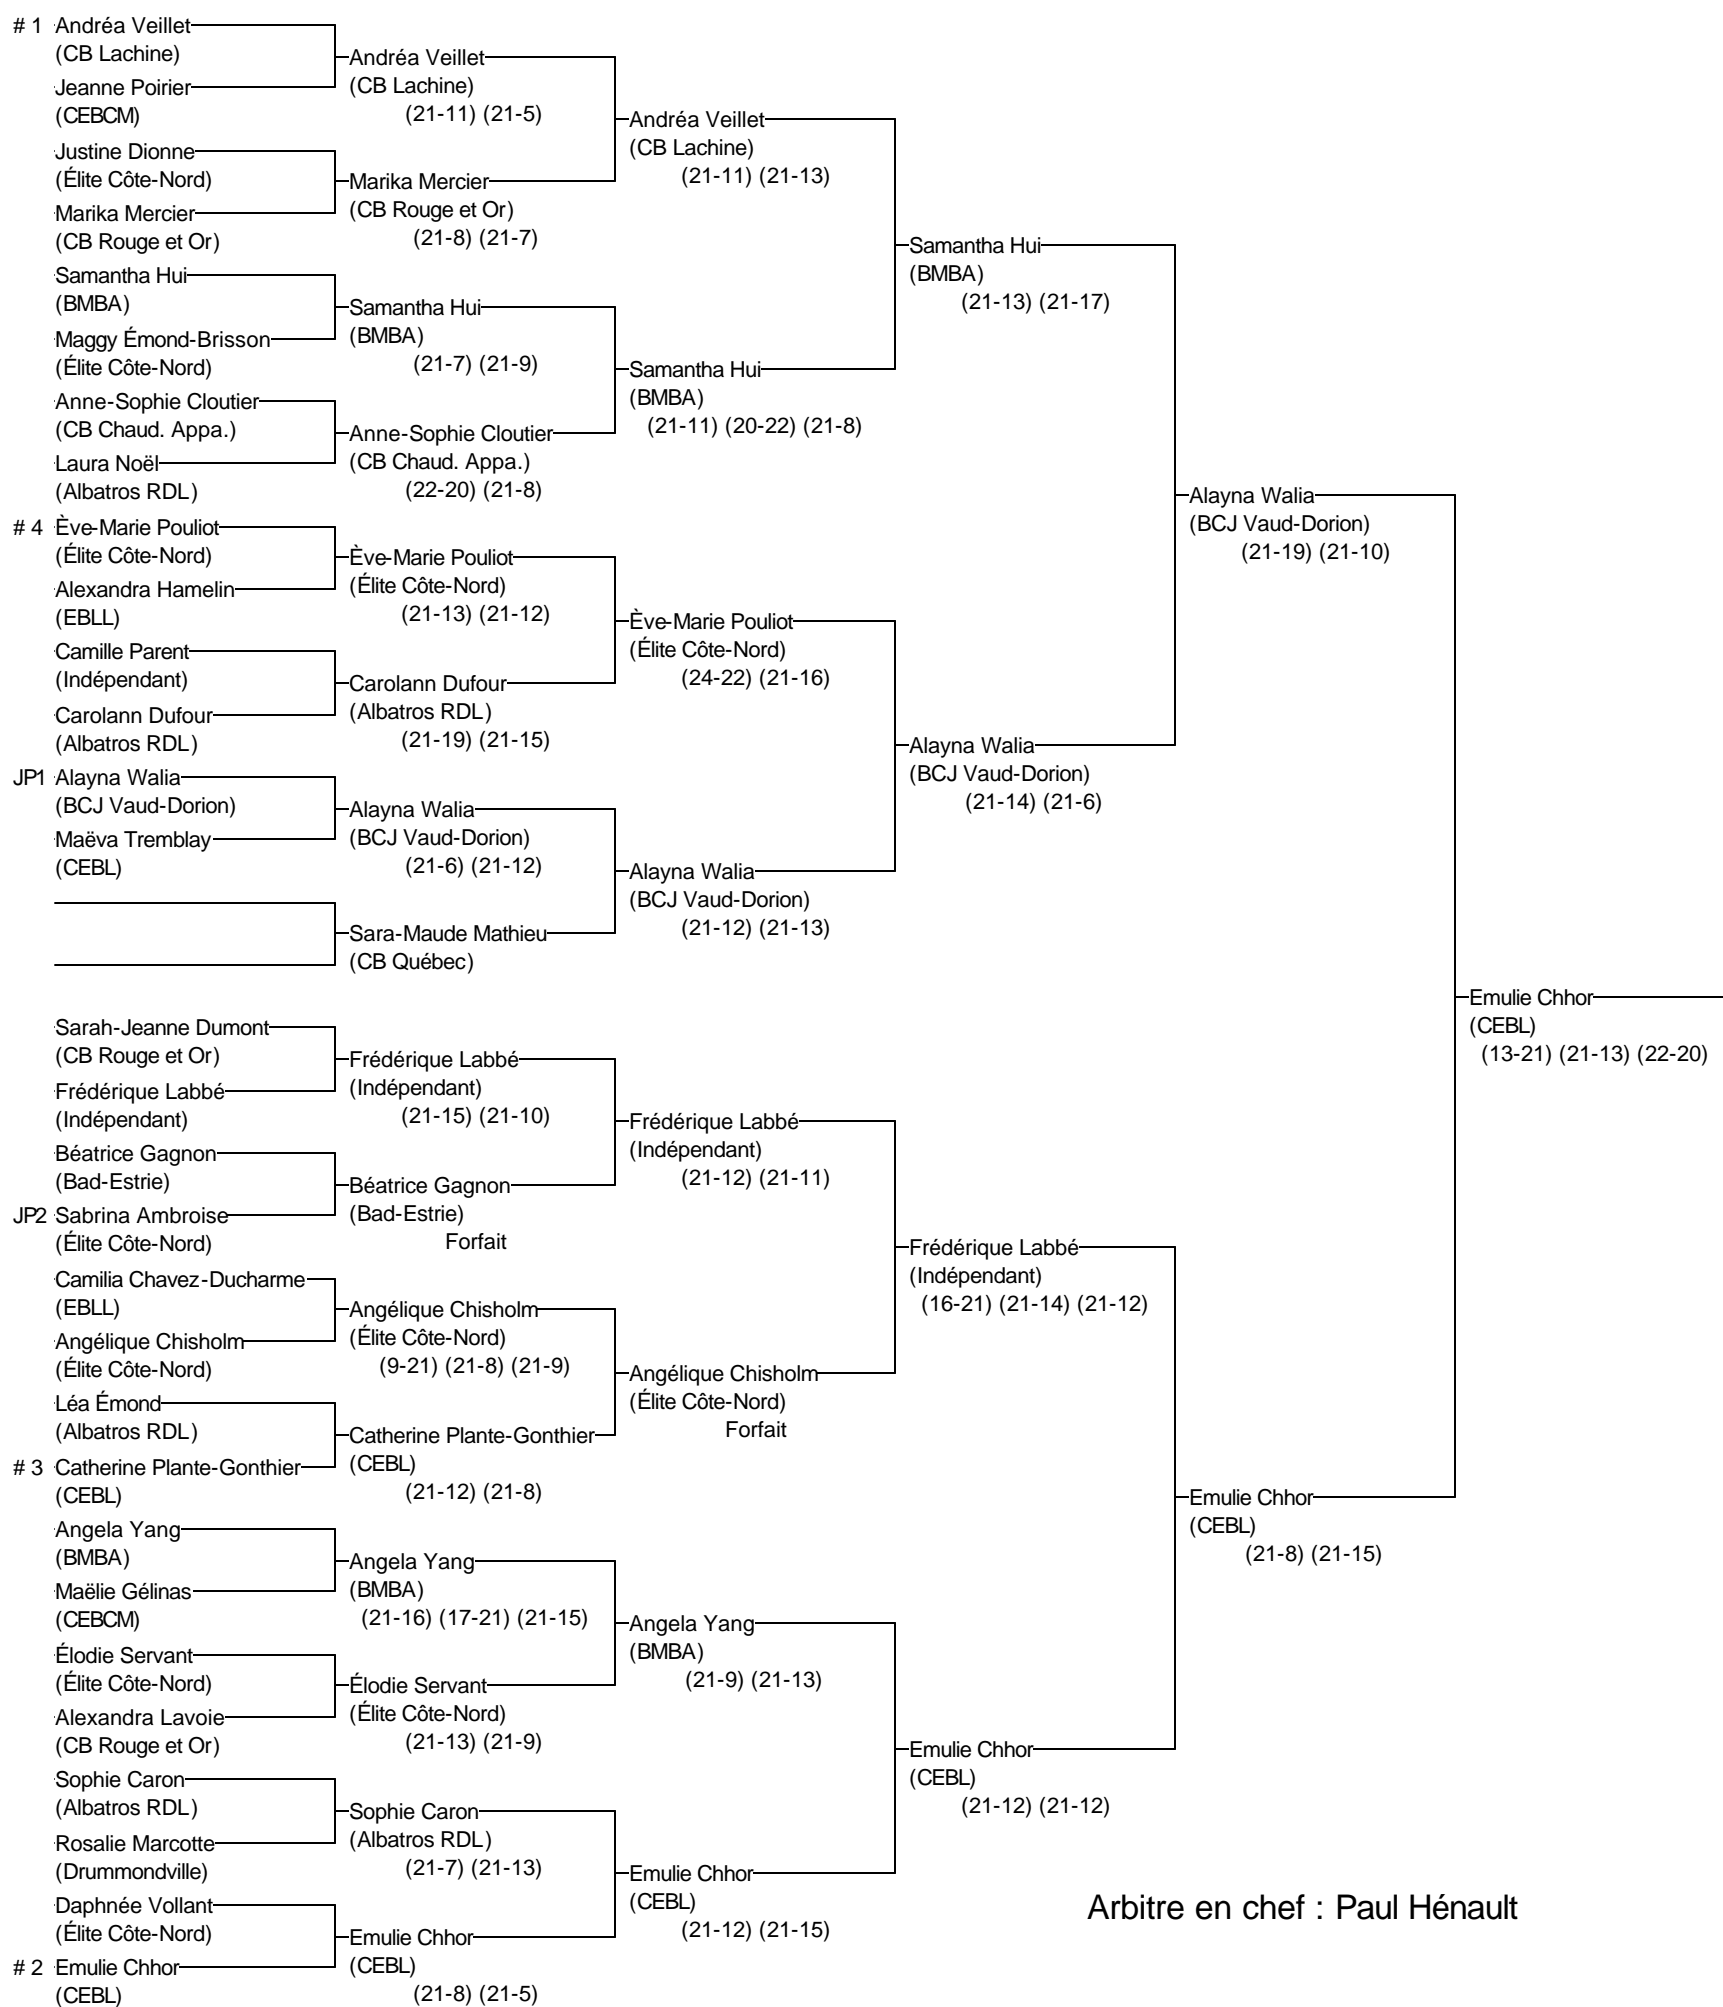 # 1 Andréa Veillet
(CB Lachine)
Jeanne Poirier
(CEBCM)
Justine Dionne
(Élite Côte-Nord)
Marika Mercier
(CB Rouge et Or)
Samantha Hui
(BMBA)
Maggy Émond-Brisson
(Élite Côte-Nord)
Anne-Sophie Cloutier
(CB Chaud. Appa.)
Laura Noël
(Albatros RDL)
# 4 Ève-Marie Pouliot
(Élite Côte-Nord)
Alexandra Hamelin
(EBLL)
Camille Parent
(Indépendant)
Carolann Dufour
(Albatros RDL)
JP1 Alayna Walia
(BCJ Vaud-Dorion)
Maëva Tremblay
(CEBL)
Sarah-Jeanne Dumont
(CB Rouge et Or)
Frédérique Labbé
(Indépendant)
Béatrice Gagnon
(Bad-Estrie)
JP2 Sabrina Ambroise
(Élite Côte-Nord)
Camilia Chavez-Ducharme
(EBLL)
Angélique Chisholm
(Élite Côte-Nord)
Léa Émond
(Albatros RDL)
# 3 Catherine Plante-Gonthier
(CEBL)
Angela Yang
(BMBA)
Maëlie Gélinas
(CEBCM)
Élodie Servant
(Élite Côte-Nord)
Alexandra Lavoie
(CB Rouge et Or)
Sophie Caron
(Albatros RDL)
Rosalie Marcotte
(Drummondville)
Daphnée Vollant
(Élite Côte-Nord)
# 2 Emulie Chhor
(CEBL)
Andréa Veillet
(CB Lachine)
(21-11) (21-5)
Marika Mercier
(CB Rouge et Or)
(21-8) (21-7)
Samantha Hui
(BMBA)
(21-7) (21-9)
Anne-Sophie Cloutier
(CB Chaud. Appa.)
(22-20) (21-8)
Ève-Marie Pouliot
(Élite Côte-Nord)
(21-13) (21-12)
Carolann Dufour
(Albatros RDL)
(21-19) (21-15)
Alayna Walia
(BCJ Vaud-Dorion)
(21-6) (21-12)
Sara-Maude Mathieu
(CB Québec)
Frédérique Labbé
(Indépendant)
(21-15) (21-10)
Béatrice Gagnon
(Bad-Estrie)
Forfait
Angélique Chisholm
(Élite Côte-Nord)
(9-21) (21-8) (21-9)
Catherine Plante-Gonthier
(CEBL)
(21-12) (21-8)
Angela Yang
(BMBA)
(21-16) (17-21) (21-15)
Élodie Servant
(Élite Côte-Nord)
(21-13) (21-9)
Sophie Caron
(Albatros RDL)
(21-7) (21-13)
Emulie Chhor
(CEBL)
(21-8) (21-5)
Andréa Veillet
(CB Lachine)
(21-11) (21-13)
Samantha Hui
(BMBA)
(21-11) (20-22) (21-8)
Ève-Marie Pouliot
(Élite Côte-Nord)
(24-22) (21-16)
Alayna Walia
(BCJ Vaud-Dorion)
(21-12) (21-13)
Frédérique Labbé
(Indépendant)
(21-12) (21-11)
Angélique Chisholm
(Élite Côte-Nord)
Forfait
Angela Yang
(BMBA)
(21-9) (21-13)
Emulie Chhor
(CEBL)
(21-12) (21-15)
Samantha Hui
(BMBA)
(21-13) (21-17)
Alayna Walia
(BCJ Vaud-Dorion)
(21-14) (21-6)
Frédérique Labbé
(Indépendant)
(16-21) (21-14) (21-12)
Emulie Chhor
(CEBL)
(21-12) (21-12)
Alayna Walia
(BCJ Vaud-Dorion)
(21-19) (21-10)
Emulie Chhor
(CEBL)
(21-8) (21-15)
Emulie Chhor
(CEBL)
(13-21) (21-13) (22-20)
Arbitre en chef : Paul Hénault